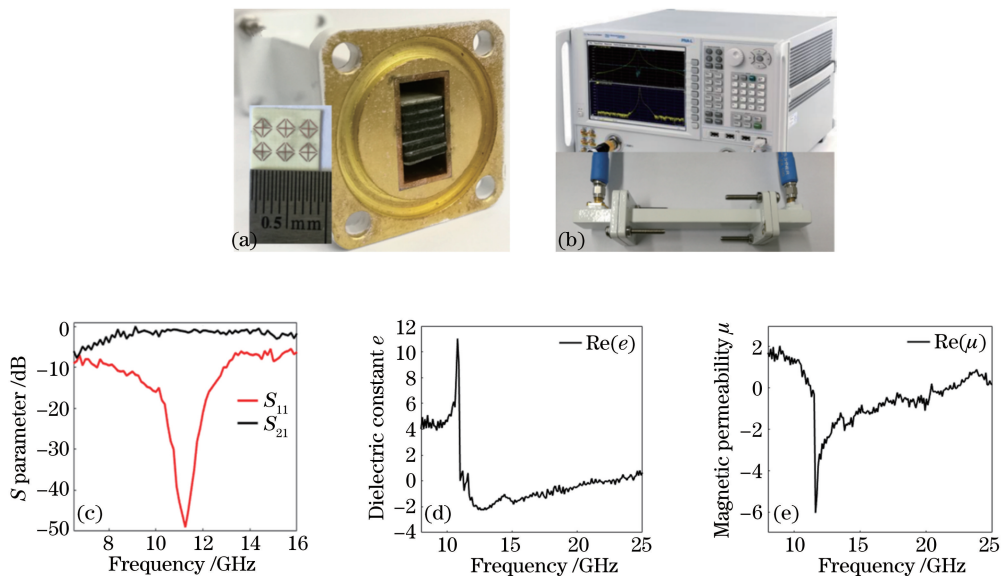 0.5 mm
(a)
(b)
S parameter /dB
0
−10
−20
−30
−40
−50
S11
S21
(c)
8
10
12
14
16
Frequency /GHz
Dielectric constant e
12
10
8
6
4
2
0
−2
−4
Re(e)
(d)
10
15
20
25
Frequency /GHz
Magnetic permeability μ
2
0
−2
−4
−6
Re(μ)
(e)
10
15
20
25
Frequency /GHz